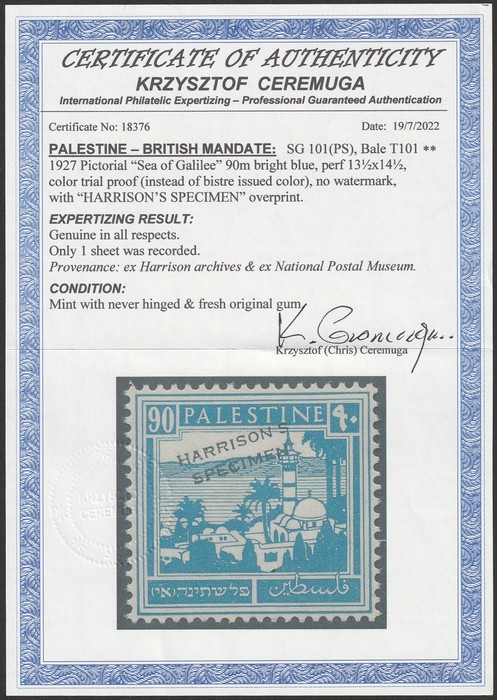 CERTIFICATE OF AUTHENTICITY
KRZYSZTOF CEREMUGA
International Philatelic Expertizing – Professional Guaranteed Authentication
Certificate No: 18376 Date: 19/7/2022
PALESTINE – BRITISH MANDATE: SG 101(PS), Bale T101 **
1927 Pictorial “Sea of Galilee” 90m bright blue, perf 13½x14½,
color trial proof (instead of bistre issued color), no watermark,
with “HARRISON’S SPECIMEN” overprint.
EXPERTIZING RESULT:
Genuine in all respects.
Only 1 sheet was recorded.
Provenance: ex Harrison archives & ex National Postal Museum.
CONDITION:
Mint with never hinged & fresh original gum.
K. Ceremuga
Krzysztof (Chris) Ceremuga
90 PALESTINE ٩٠
HARRISON'S
SPECIMEN
פלשתינה (א״י) فلسطين